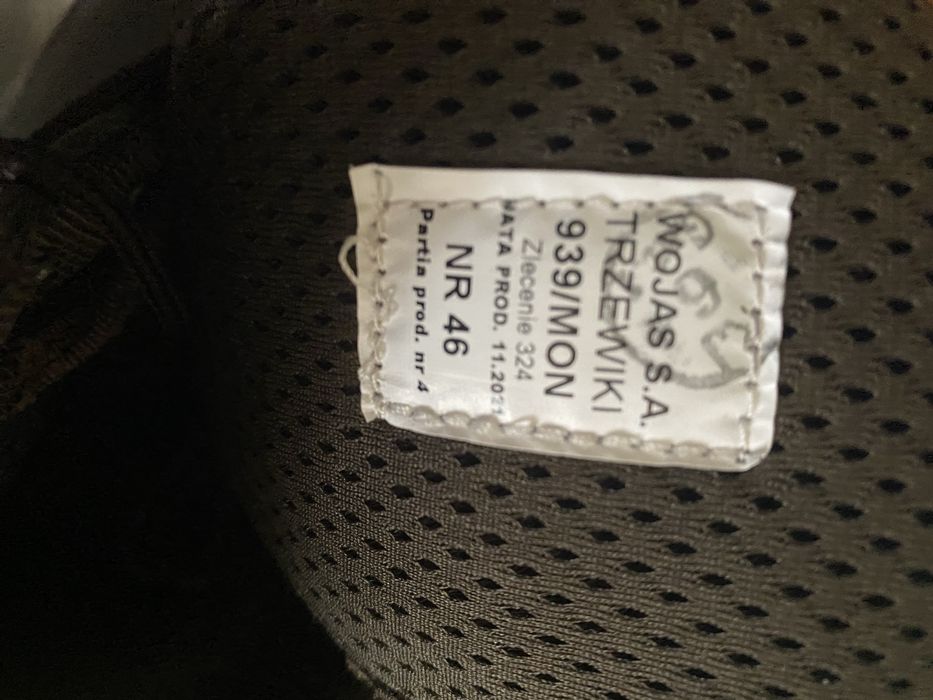 WOJAS S.A.
TRZEWIKI
939/MON
Zlecenie 324
DATA PROD. 11.2021
NR 46
Partia prod. nr 4